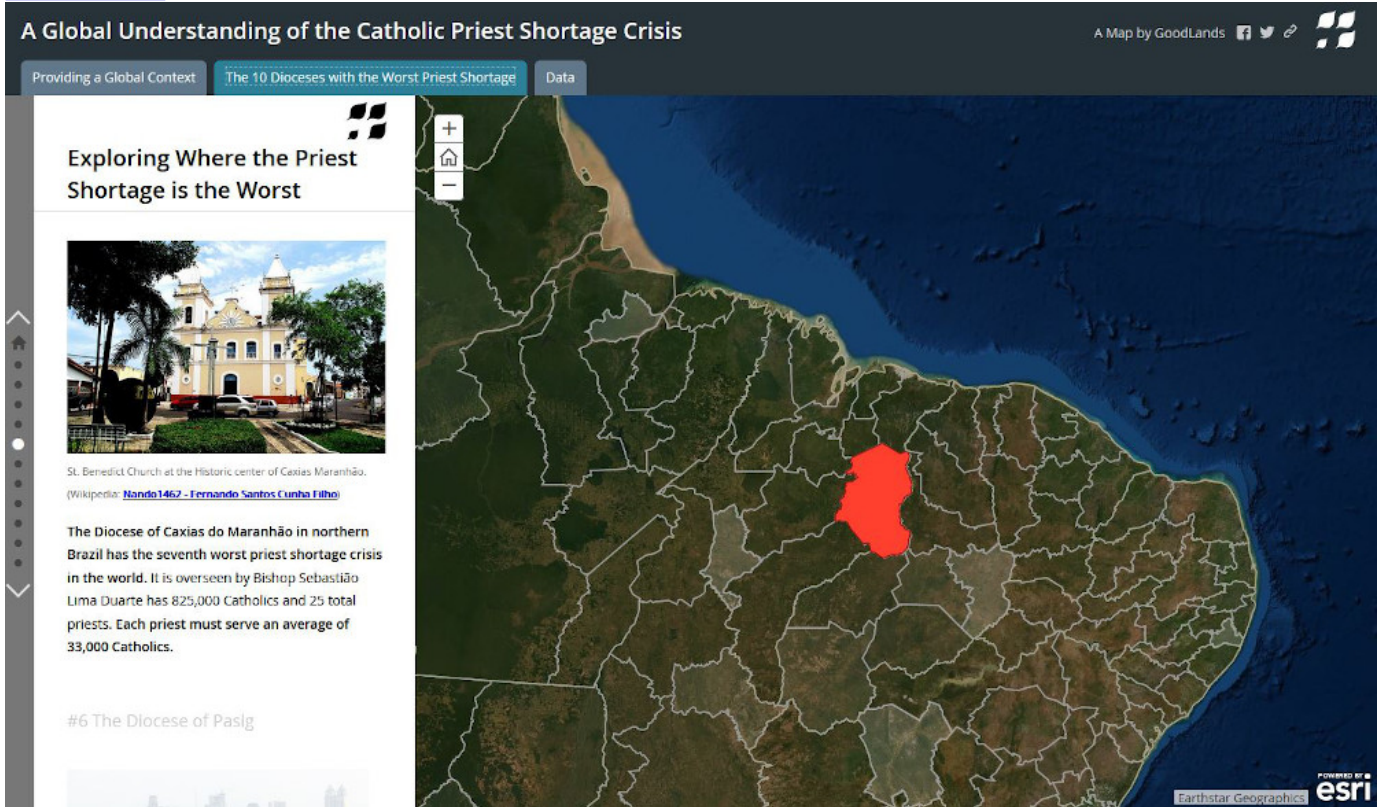 A Global Understanding of the Catholic Priest Shortage Crisis
A Map by GoodLands
Providing a Global Context
The 10 Dioceses with the Worst Priest Shortage
Data
Exploring Where the Priest
Shortage is the Worst
St. Benedict Church at the Historic center of Caxias Maranhão.
(Wikipedia: Nando1462 - Fernando Santos Cunha Filho)
The Diocese of Caxias do Maranhão in northern
Brazil has the seventh worst priest shortage crisis
in the world. It is overseen by Bishop Sebastião
Lima Duarte has 825,000 Catholics and 25 total
priests. Each priest must serve an average of
33,000 Catholics.
#6 The Diocese of Pasig
Earthstar Geographics
POWERED BY
esri